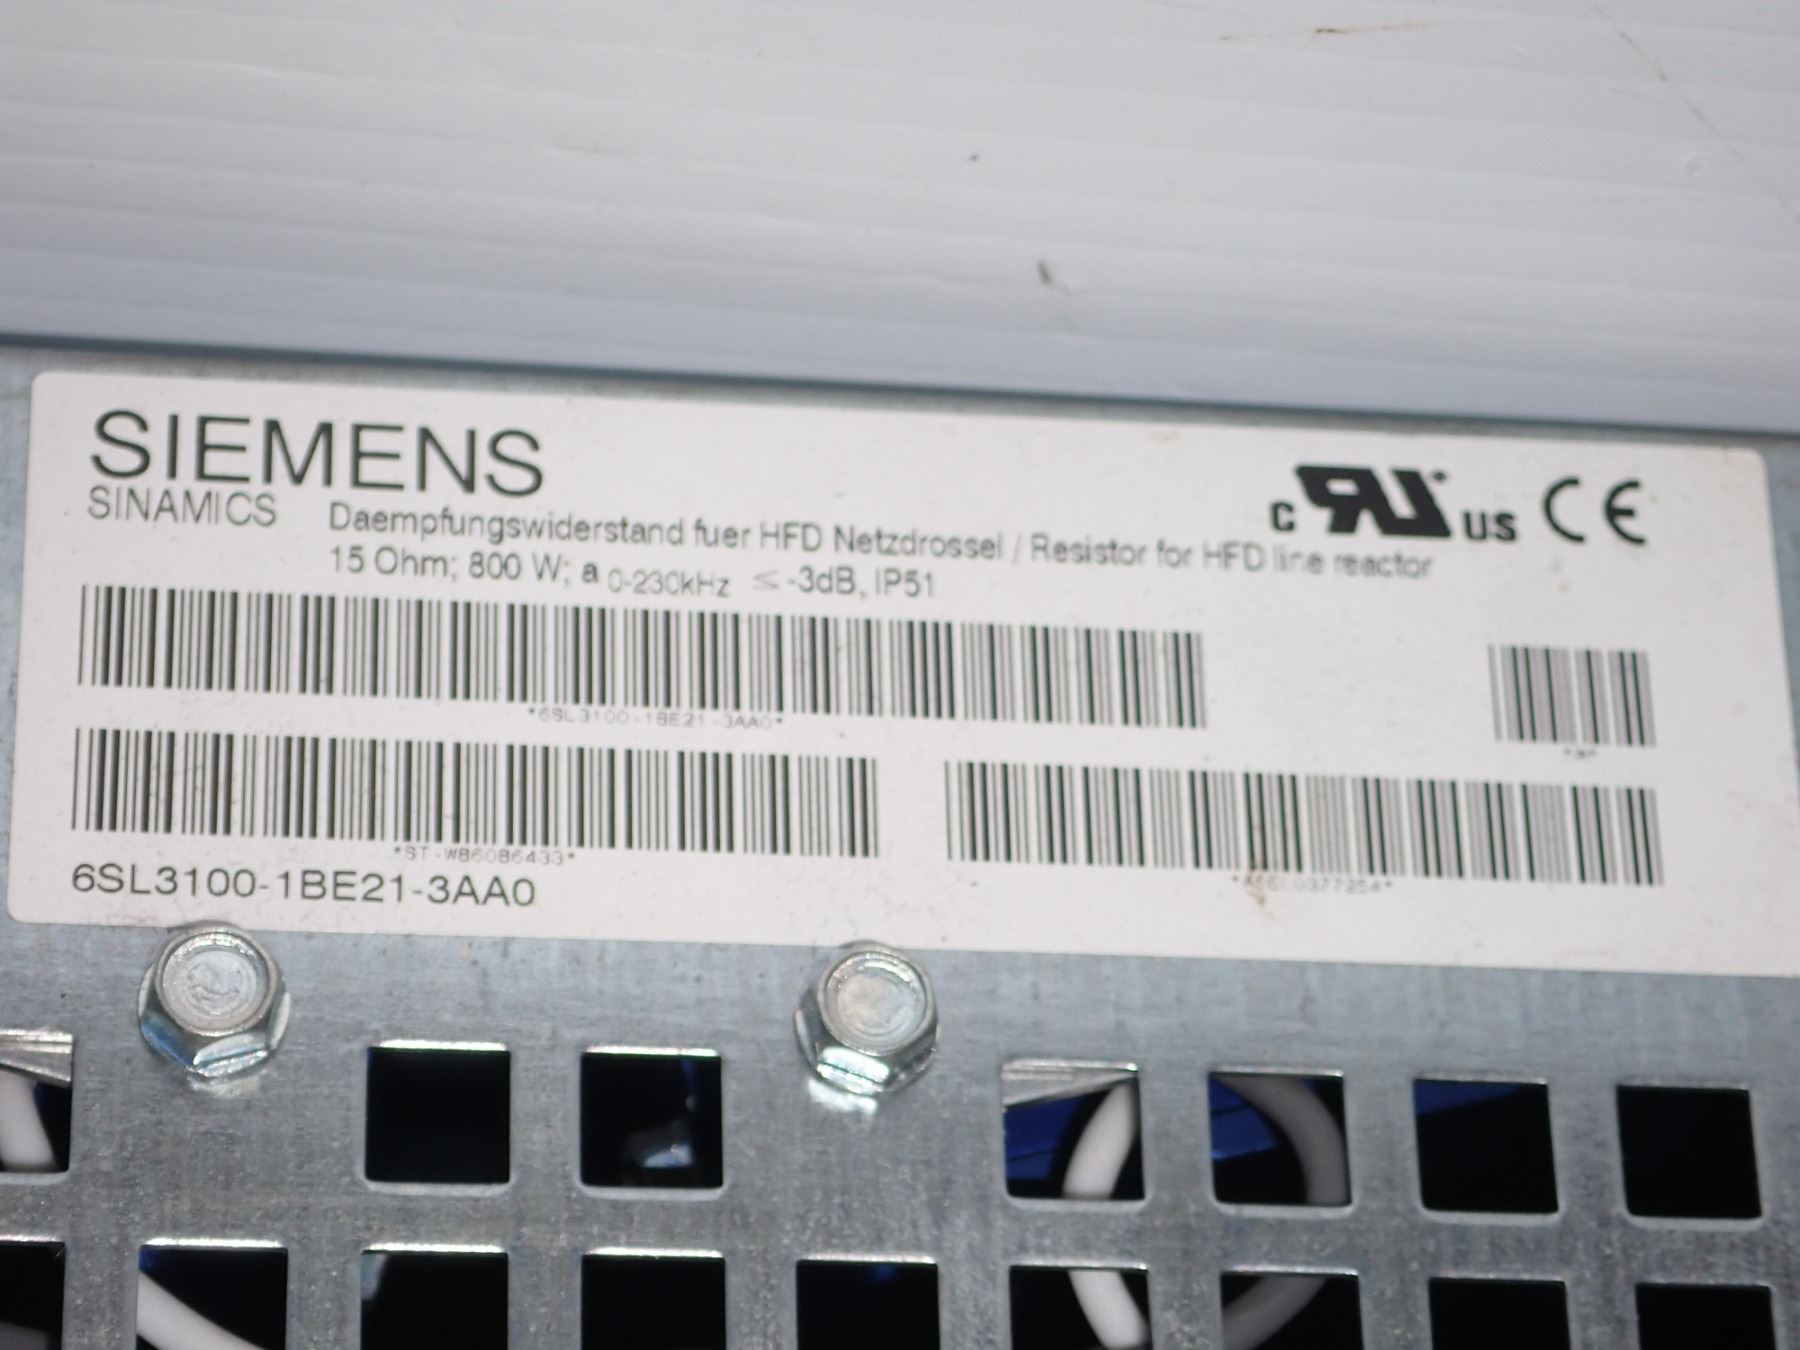 SIEMENS
SINAMICS
Daempfungswiderstand fuer HFD Netzdrossel / Resistor for HFD line reactor
15 Ohm; 800 W; a 0-230kHz ≤ -3dB, IP51
c RU US CE
*6SL3100-1BE21-3AA0*
*ST-W86086433*
6SL3100-1BE21-3AA0